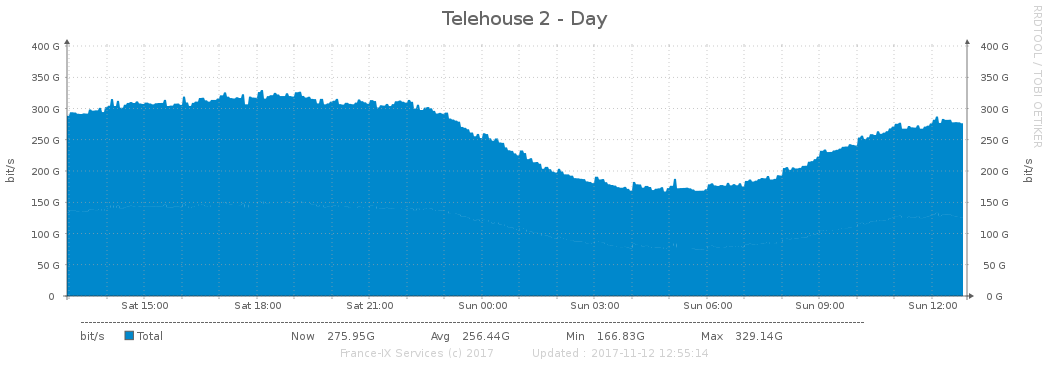 Telehouse 2 - Day
RRDTOOL / TOBI OETIKER
bit/s
400 G 400 G
350 G 350 G
300 G 300 G
250 G 250 G
200 G 200 G
150 G 150 G
100 G 100 G
50 G 50 G
0 0 G
bit/s
Sat 15:00 Sat 18:00 Sat 21:00 Sun 00:00 Sun 03:00 Sun 06:00 Sun 09:00 Sun 12:00
bit/s Total Now 275.95G Avg 256.44G Min 166.83G Max 329.14G
France-IX Services (c) 2017 Updated : 2017-11-12 12:55:14